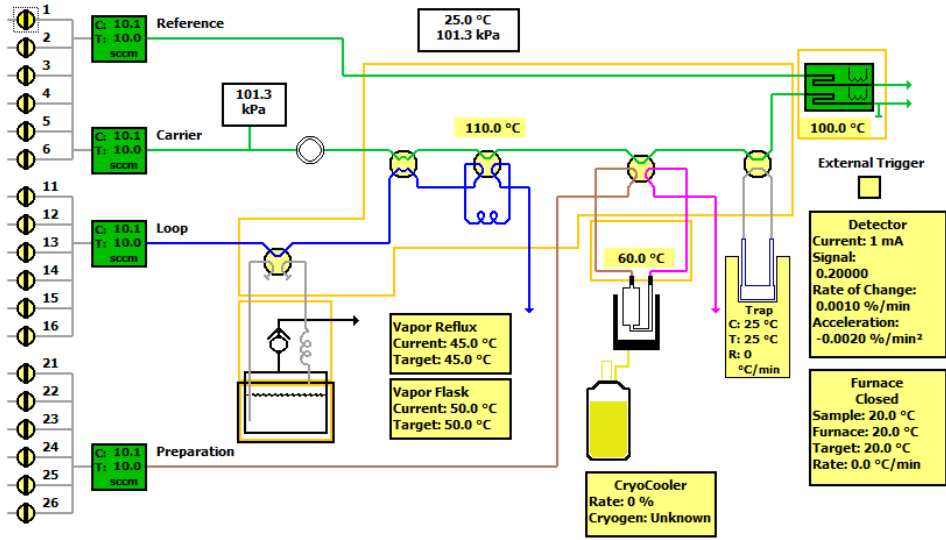 1
2
3
4
5
6
C: 10.1
T: 10.0
sccm
Reference
25.0 °C
101.3 kPa
101.3
kPa
C: 10.1
T: 10.0
sccm
Carrier
110.0 °C
100.0 °C
External Trigger
11
12
13
14
15
16
C: 10.1
T: 10.0
sccm
Loop
60.0 °C
Detector
Current: 1 mA
Signal:
0.20000
Rate of Change:
0.0010 %/min
Acceleration:
-0.0020 %/min²
Trap
C: 25 °C
T: 25 °C
R: 0
°C/min
Vapor Reflux
Current: 45.0 °C
Target: 45.0 °C
Vapor Flask
Current: 50.0 °C
Target: 50.0 °C
21
22
23
24
25
26
C: 10.1
T: 10.0
sccm
Preparation
Furnace
Closed
Sample: 20.0 °C
Furnace: 20.0 °C
Target: 20.0 °C
Rate: 0.0 °C/min
CryoCooler
Rate: 0 %
Cryogen: Unknown